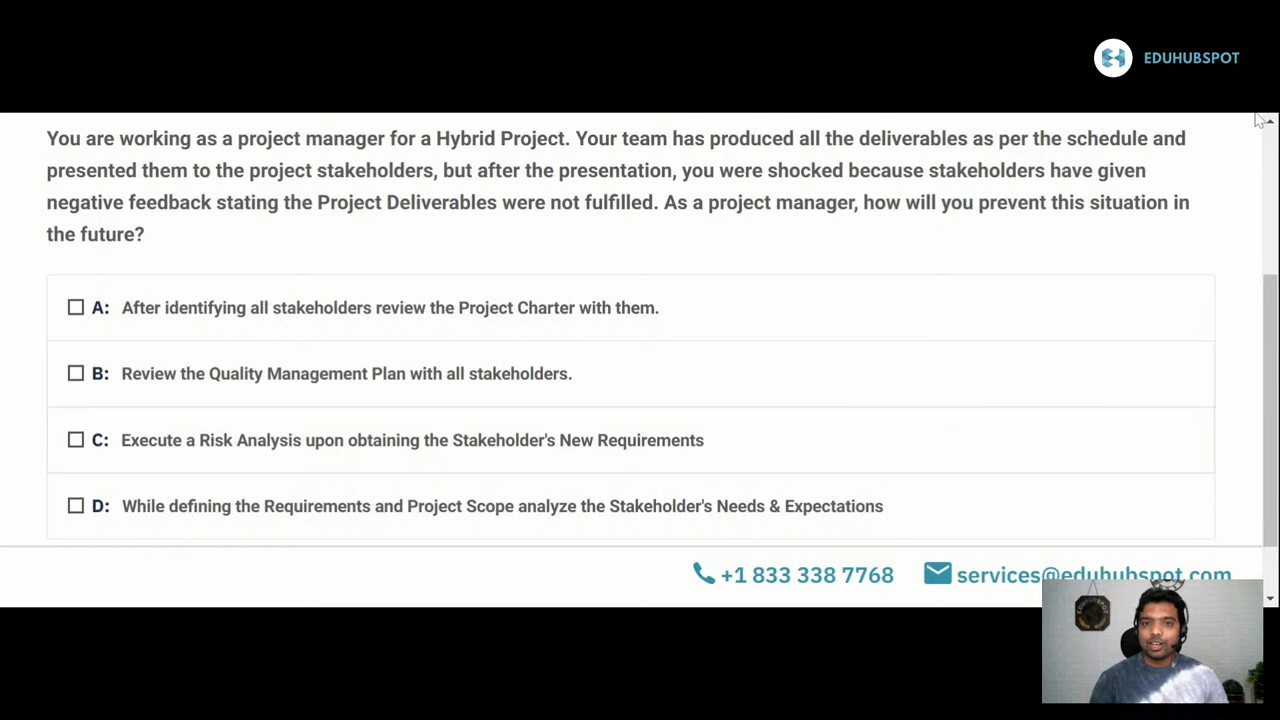 EDUHUBSPOT
You are working as a project manager for a Hybrid Project. Your team has produced all the deliverables as per the schedule and
presented them to the project stakeholders, but after the presentation, you were shocked because stakeholders have given
negative feedback stating the Project Deliverables were not fulfilled. As a project manager, how will you prevent this situation in
the future?
A: After identifying all stakeholders review the Project Charter with them.
B: Review the Quality Management Plan with all stakeholders.
C: Execute a Risk Analysis upon obtaining the Stakeholder's New Requirements
D: While defining the Requirements and Project Scope analyze the Stakeholder's Needs & Expectations
+1 833 338 7768 services@eduhubspot.com
EDUHUBSPOT